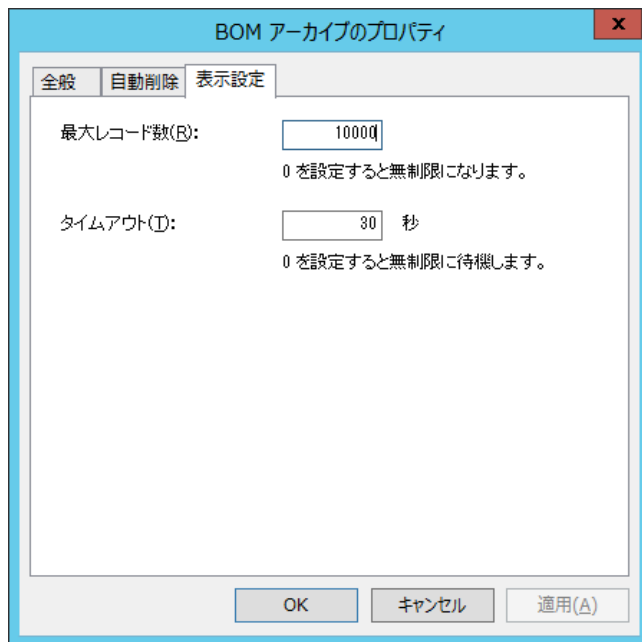 BOM アーカイブのプロパティ
x
全般 自動削除 表示設定
最大レコード数(R): 10000
0 を設定すると無制限になります。
タイムアウト(T): 30 秒
0 を設定すると無制限に待機します。
OK キャンセル 適用(A)